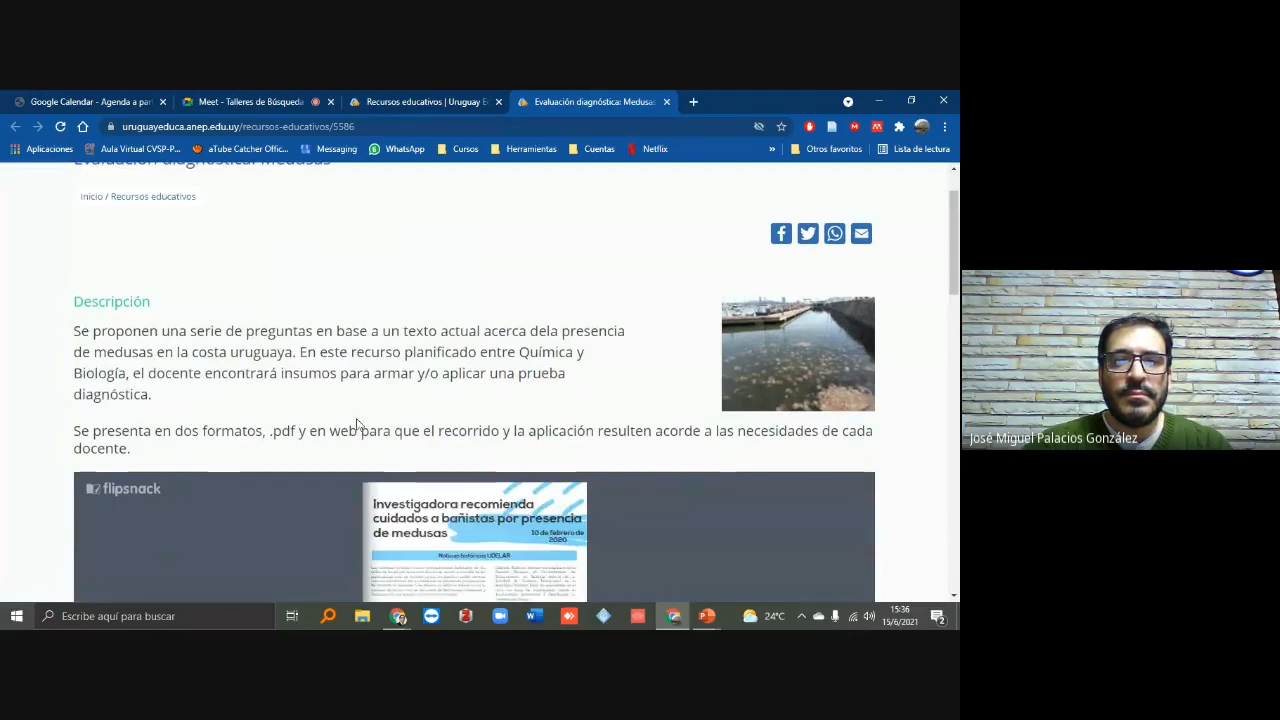 Google Calendar - Agenda a par
Meet - Talleres de Búsqueda
Recursos educativos | Uruguay E
Evaluación diagnóstica: Medusas
uruguayeduca.anep.edu.uy/recursos-educativos/5586
Aplicaciones
Aula Virtual CVSP-P...
aTube Catcher Offic...
Messaging
WhatsApp
Cursos
Herramientas
Cuentas
Netflix
»
Otros favoritos
Lista de lectura
Evaluación diagnóstica: Medusas
Inicio / Recursos educativos
Descripción
Se proponen una serie de preguntas en base a un texto actual acerca dela presencia
de medusas en la costa uruguaya. En este recurso planificado entre Química y
Biología, el docente encontrará insumos para armar y/o aplicar una prueba
diagnóstica.
Se presenta en dos formatos, .pdf y en web para que el recorrido y la aplicación resulten acorde a las necesidades de cada
docente.
flipsnack
Investigadora recomienda
cuidados a bañistas por presencia
de medusas
10 de febrero de
2020
José Miguel Palacios González
Escribe aquí para buscar
24°C
15:36
15/6/2021
2